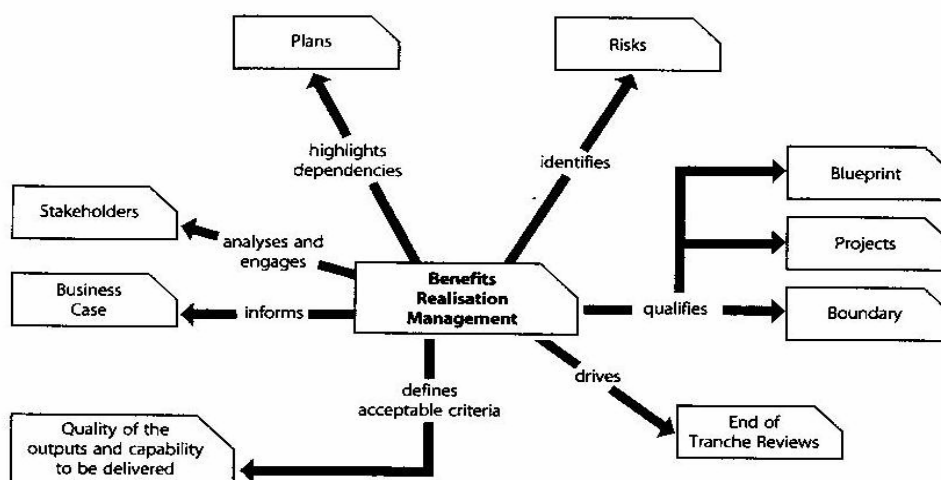 Plans
Risks
highlights
dependencies
identifies
Blueprint
Stakeholders
analyses and
engages
Projects
Benefits
Realisation
Management
Business
Case
informs
qualifies
Boundary
defines
acceptable criteria
drives
Quality of the
outputs and capability
to be delivered
End of
Tranche Reviews